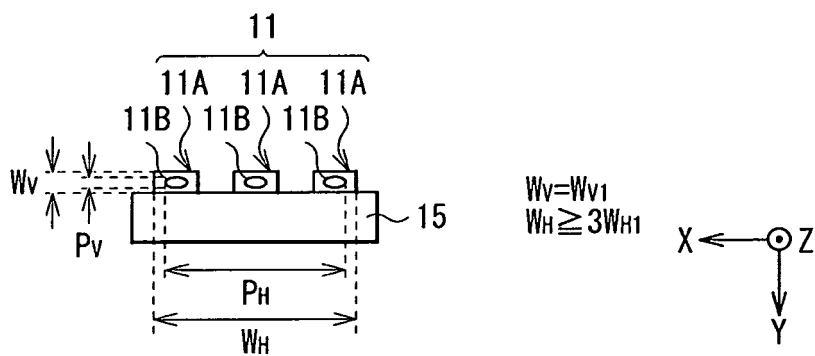 11
11A 11A 11A
11B 11B 11B
WV
PV
15
PH
WH
WV=WV1
WH≧3WH1
X Z
Y